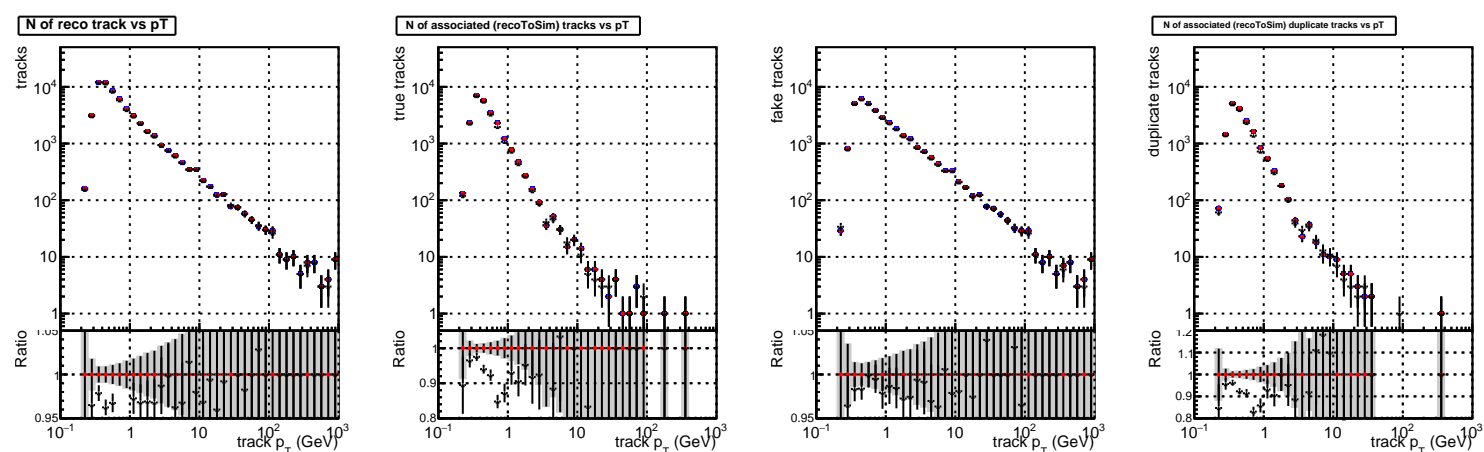 N of reco track vs pT
tracks
10^4
10^3
10^2
10
1
Ratio
1.05
1
0.95
10^-1 1 10 10^2 10^3
track p_T (GeV)
N of associated (recoToSim) tracks vs pT
true tracks
10^4
10^3
10^2
10
1
Ratio
1
0.9
0.8
10^-1 1 10 10^2 10^3
track p_T (GeV)
fake tracks
10^4
10^3
10^2
10
1
Ratio
1.05
1
0.95
10^-1 1 10 10^2 10^3
track p_T (GeV)
N of associated (recoToSim) duplicate tracks vs pT
duplicate tracks
10^4
10^3
10^2
10
1
Ratio
1.2
1.1
1
0.9
0.8
10^-1 1 10 10^2 10^3
track p_T (GeV)